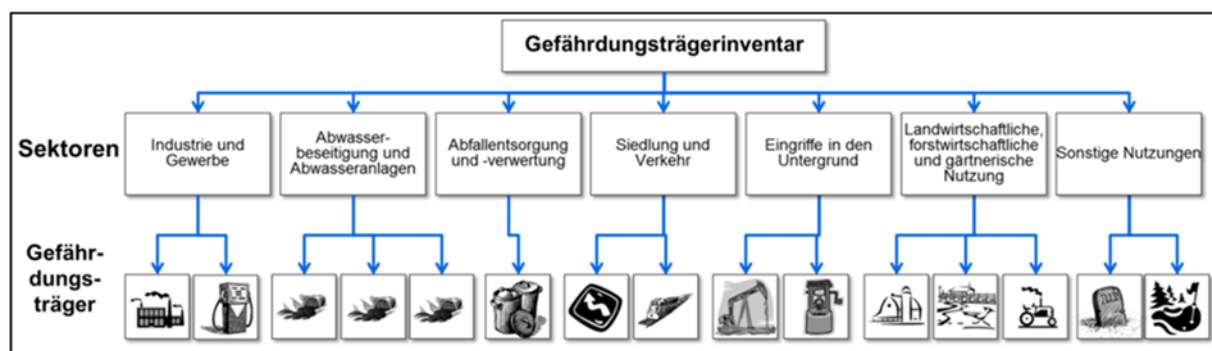 Gefährdungsträgerinventar
Sektoren
Industrie und
Gewerbe
Abwasser-
beseitigung und
Abwasseranlagen
Abfallentsorgung
und -verwertung
Siedlung und
Verkehr
Eingriffe in den
Untergrund
Landwirtschaftliche,
forstwirtschaftliche
und gärtnerische
Nutzung
Sonstige Nutzungen
Gefähr-
dungs-
träger
RIP